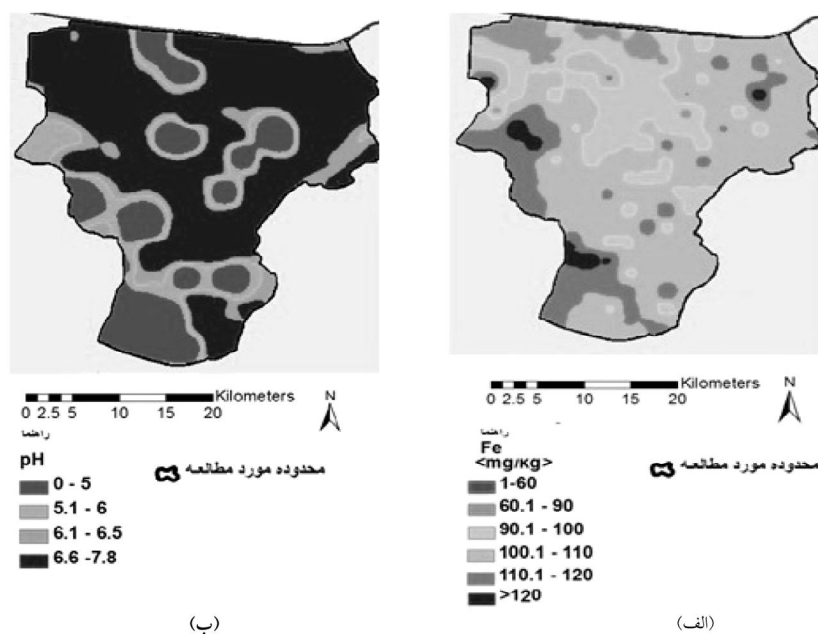 Kilometers
0 2.5 5 10 15 20
N
راهنما
pH
محدوده مورد مطالعه
0 - 5
5.1 - 6
6.1 - 6.5
6.6 -7.8
(ب)
Kilometers
0 2.5 5 10 15 20
N
راهنما
Fe
<mg/kg>
محدوده مورد مطالعه
1-60
60.1 - 90
90.1 - 100
100.1 - 110
110.1 - 120
>120
(الف)